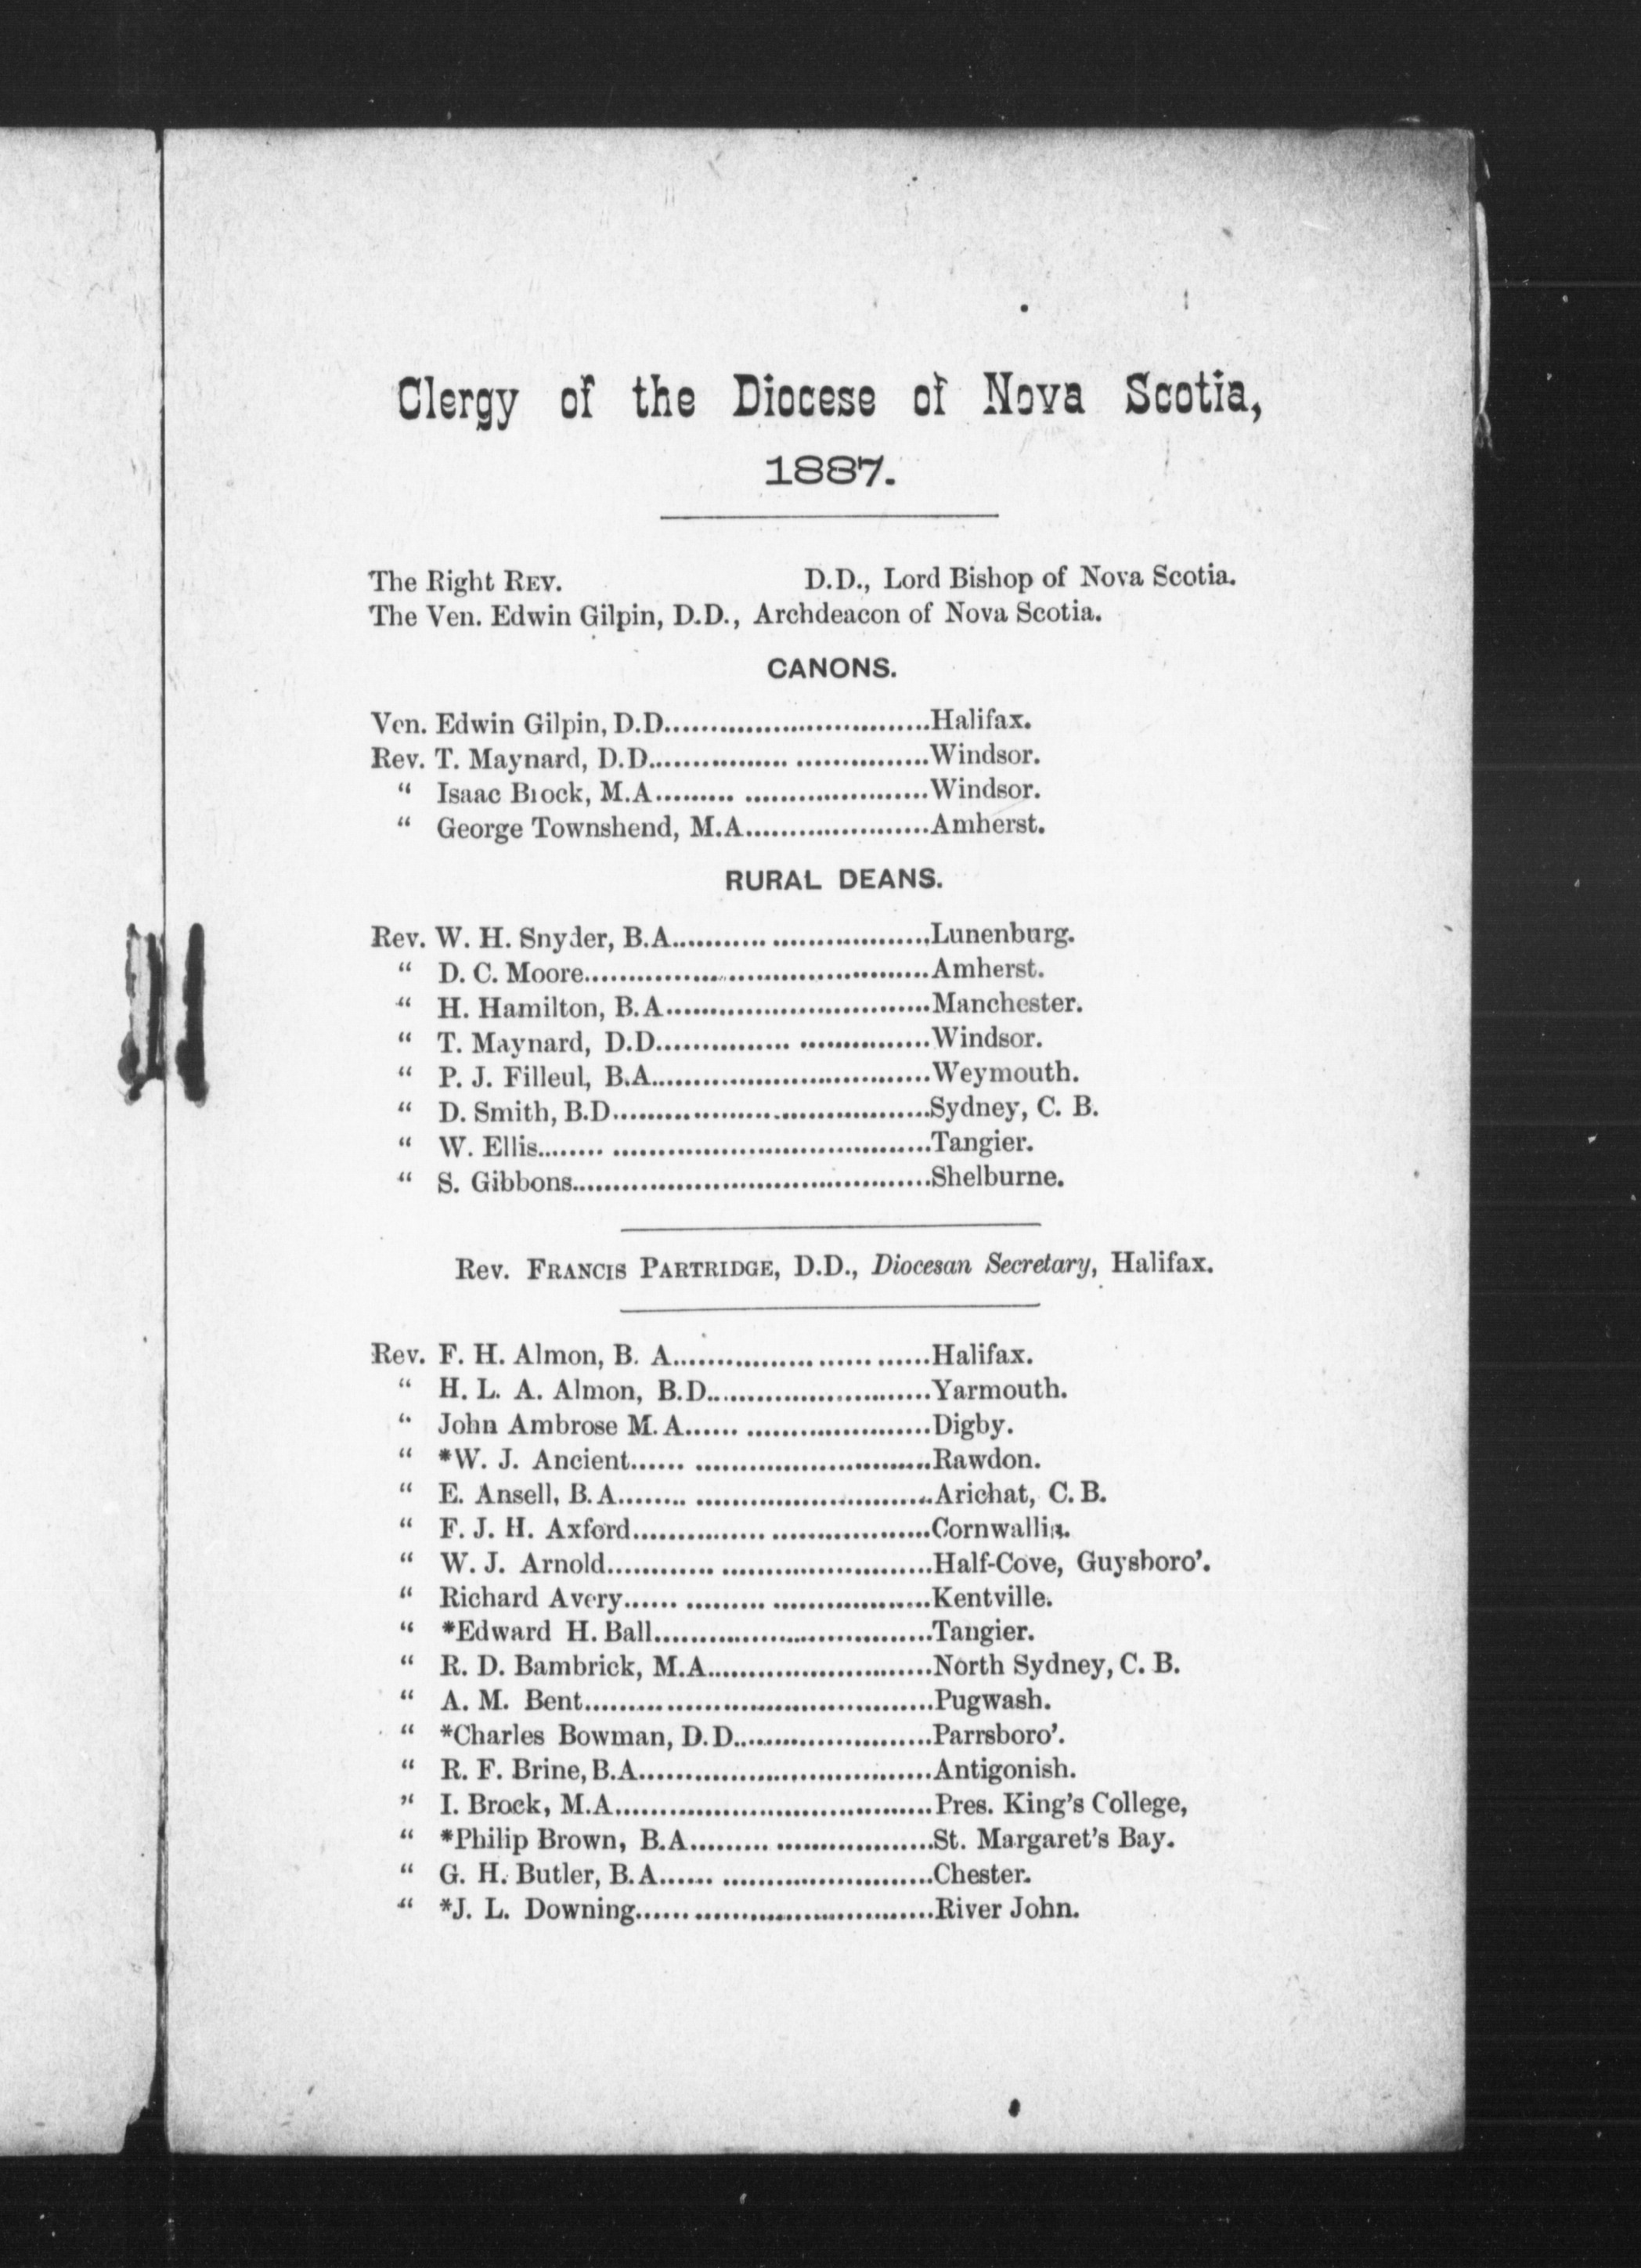 Clergy of the Diocese of Nova Scotia,
1887.
The Right REV. D.D., Lord Bishop of Nova Scotia.
The Ven. Edwin Gilpin, D.D., Archdeacon of Nova Scotia.
CANONS.
Ven. Edwin Gilpin, D.D..............................Halifax.
Rev. T. Maynard, D.D................ ...............Windsor.
“ Isaac Brock, M.A.......... .....................Windsor.
“ George Townshend, M.A.....................Amherst.
RURAL DEANS.
Rev. W. H. Snyder, B.A............ ..................Lunenburg.
“ D. C. Moore.......................................Amherst.
“ H. Hamilton, B.A..............................Manchester.
“ T. Maynard, D.D............... ...............Windsor.
“ P. J. Filleul, B.A................................Weymouth.
“ D. Smith, B.D....................................Sydney, C. B.
“ W. Ellis........ ....................................Tangier.
“ S. Gibbons.........................................Shelburne.
Rev. FRANCIS PARTRIDGE, D.D., Diocesan Secretary, Halifax.
Rev. F. H. Almon, B. A................ ...... ......Halifax.
“ H. L. A. Almon, B.D..........................Yarmouth.
“ John Ambrose M. A...... .....................Digby.
“ *W. J. Ancient...... ...........................Rawdon.
“ E. Ansell, B. A........ ...........................Arichat, C. B.
“ F. J. H. Axford............... ..................Cornwallis.
“ W. J. Arnold............ ........................Half-Cove, Guysboro’.
“ Richard Avery...... ......... ..................Kentville.
“ *Edward H. Ball................................Tangier.
“ R. D. Bambrick, M.A..........................North Sydney, C. B.
“ A. M. Bent........................................Pugwash.
“ *Charles Bowman, D.D.......................Parrsboro’.
“ R. F. Brine, B.A.................................Antigonish.
” I. Brock, M.A....................................Pres. King’s College,
“ *Philip Brown, B.A......... ..................St. Margaret’s Bay.
“ G. H. Butler, B.A...... ........................Chester.
“ *J. L. Downing...... ...........................River John.